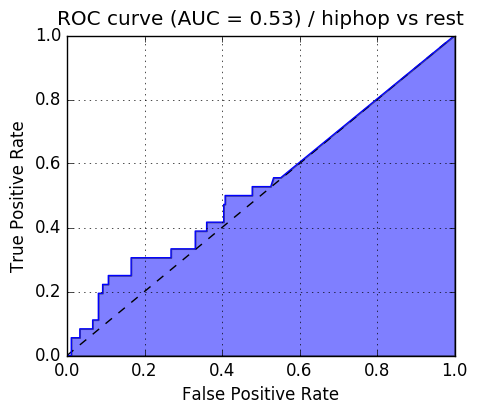 ROC curve (AUC = 0.53) / hiphop vs rest
1.0
0.8
0.6
0.4
0.2
0.0
True Positive Rate
0.0 0.2 0.4 0.6 0.8 1.0
False Positive Rate